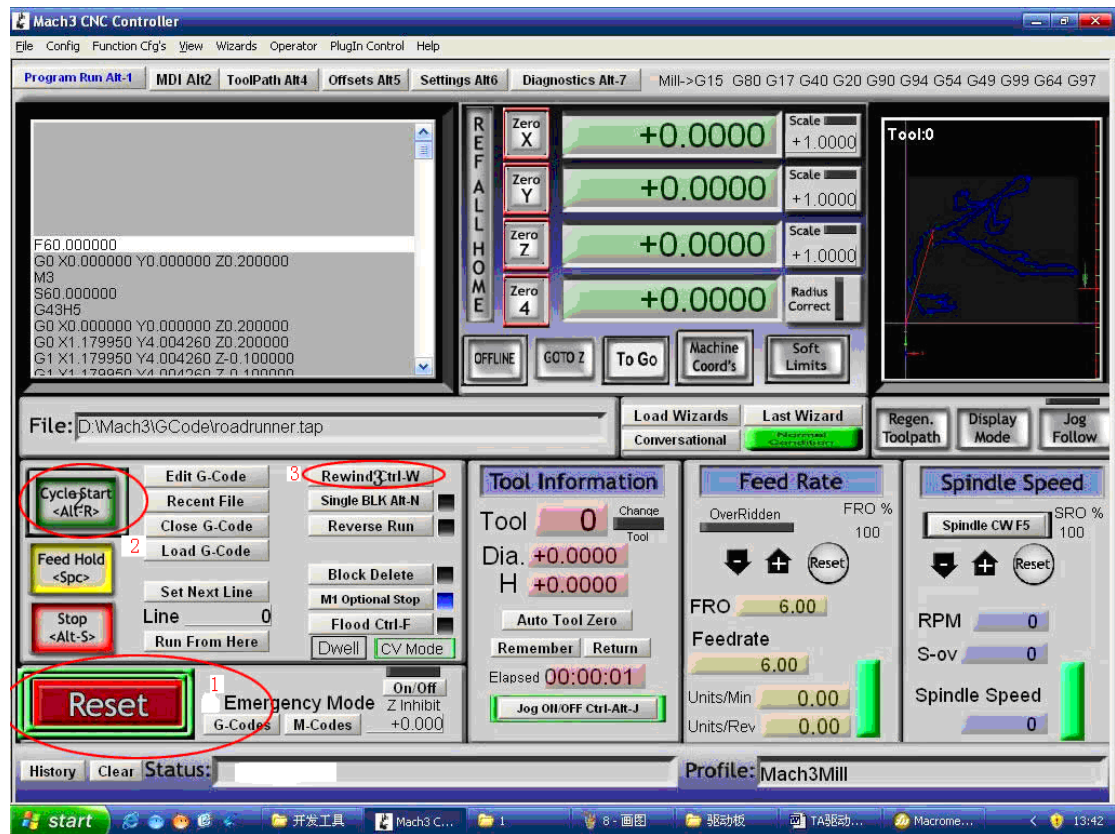 Mach3 CNC Controller
File Config Function Cfg's View Wizards Operator PlugIn Control Help
Program Run Alt-1 MDI Alt2 ToolPath Alt4 Offsets Alt5 Settings Alt6 Diagnostics Alt-7 Mill->G15 G80 G17 G40 G20 G90 G94 G54 G49 G99 G64 G97
F60.000000
G0 X0.000000 Y0.000000 Z0.200000
M3
S60.000000
G43H5
G0 X0.000000 Y0.000000 Z0.200000
G0 X1.179950 Y4.004260 Z0.200000
G1 X1.179950 Y4.004260 Z-0.100000
G1 X1.179950 Y4.004260 Z-0.100000
REF ALL HOME
Zero X +0.0000 Scale +1.0000
Zero Y +0.0000 Scale +1.0000
Zero Z +0.0000 Scale +1.0000
Zero 4 +0.0000 Radius Correct
OFFLINE GOTO Z To Go Machine Coord's Soft Limits
Tool:0
File: D:\Mach3\GCode\roadrunner.tap
Load Wizards Last Wizard
Conversational Normal Condition
Regen. Toolpath Display Mode Jog Follow
Cycle Start <Alt-R>
Feed Hold <Spc>
Stop <Alt-S>
2
Edit G-Code
Recent File
Close G-Code
Load G-Code
Set Next Line
Line 0
Run From Here
3 Rewind Ctrl-W
3
Single BLK Alt-N
Reverse Run
Block Delete
M1 Optional Stop
Flood Ctrl-F
Dwell CV Mode
Reset
1
Emergency Mode
G-Codes M-Codes
On/Off
Z Inhibit
+0.000
Tool Information
Tool 0 Change Tool
Dia. +0.0000
H +0.0000
Auto Tool Zero
Remember Return
Elapsed 00:00:01
Jog ON/OFF Ctrl-Alt-J
Feed Rate
OverRidden FRO %
100
Reset
FRO 6.00
Feedrate
6.00
Units/Min 0.00
Units/Rev 0.00
Spindle Speed
Spindle CW F5 SRO %
100
Reset
RPM 0
S-ov 0
Spindle Speed
0
History Clear Status: Profile: Mach3Mill
start 开发工具 Mach3 C... 1 8 - 画图 驱动板 TA驱动... Macrome... 13:42